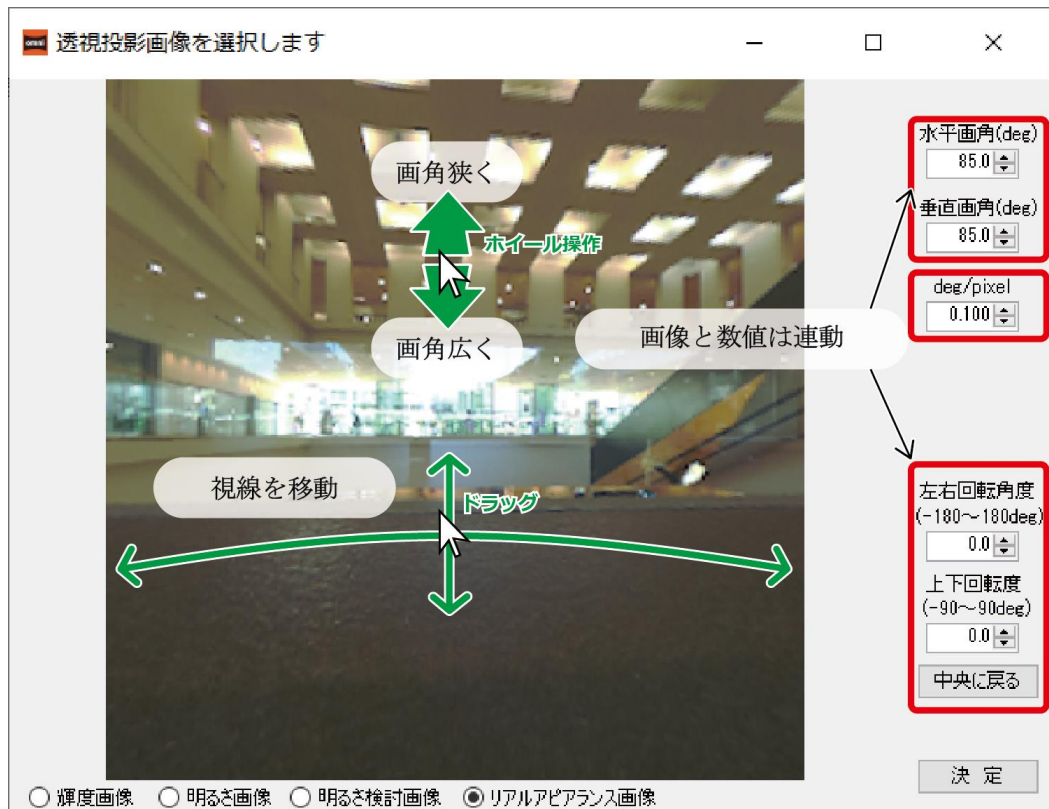 omni 透視投影画像を選択します
画角狭く
ホイール操作
画角広く
画像と数値は連動
視線を移動
ドラッグ
水平画角(deg)
85.0
垂直画角(deg)
85.0
deg/pixel
0.100
左右回転角度
(-180～180deg)
0.0
上下回転度
(-90～90deg)
0.0
中央に戻る
決 定
輝度画像 明るさ画像 明るさ検討画像 リアルアピアランス画像